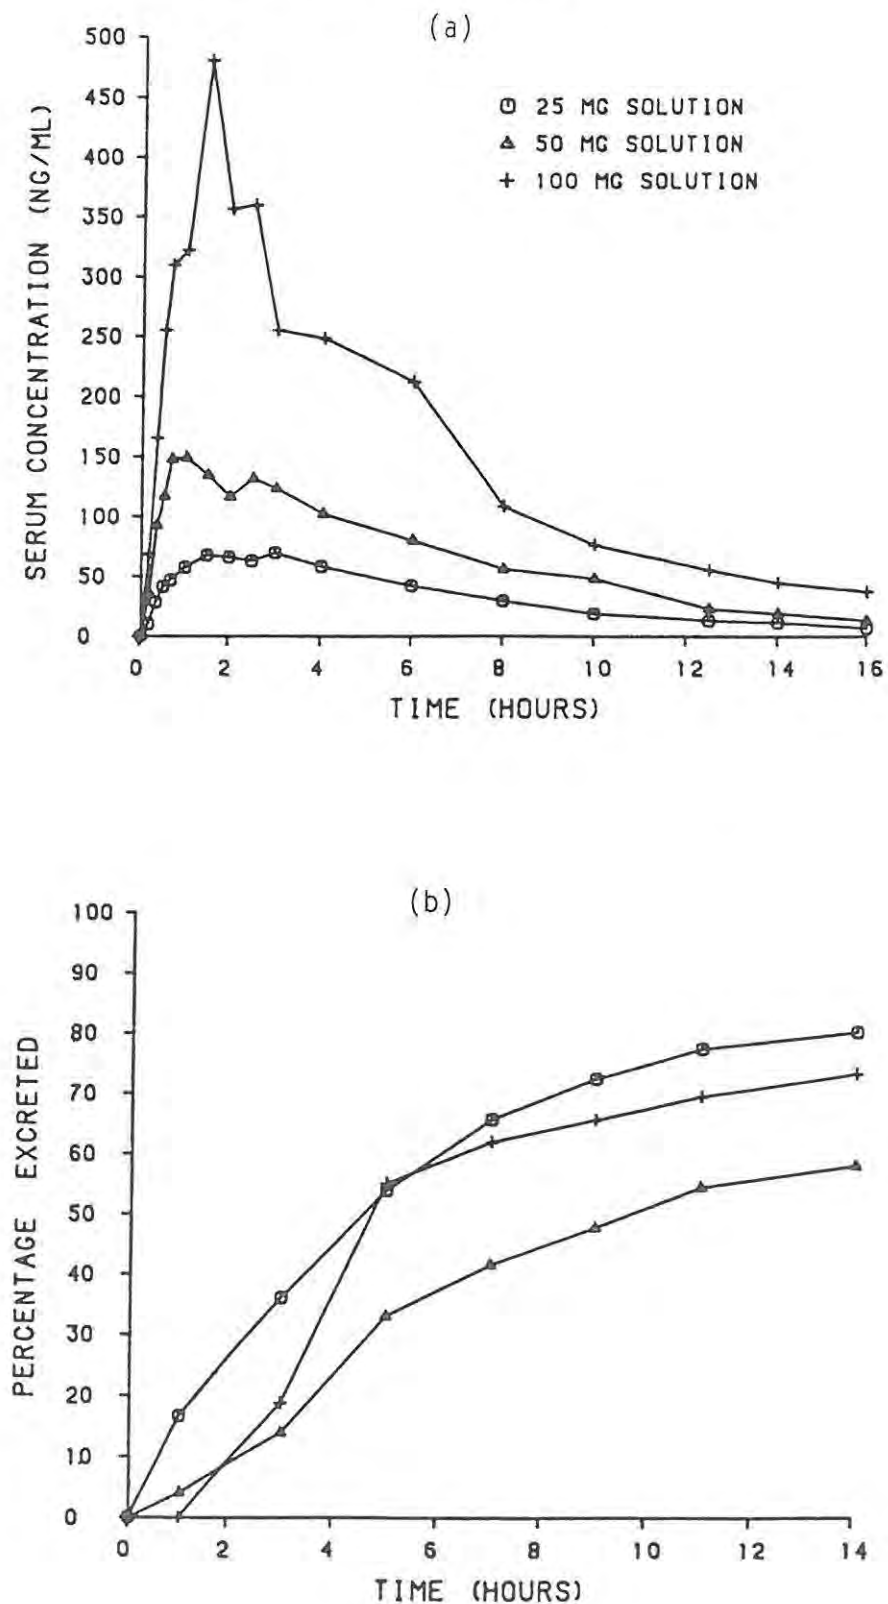 (a)
500
450
400
350
300
250
200
150
100
50
0
SERUM CONCENTRATION (NG/ML)
25 MG SOLUTION
50 MG SOLUTION
100 MG SOLUTION
0 2 4 6 8 10 12 14 16
TIME (HOURS)
(b)
100
90
80
70
60
50
40
30
20
10
0
PERCENTAGE EXCRETED
0 2 4 6 8 10 12 14
TIME (HOURS)